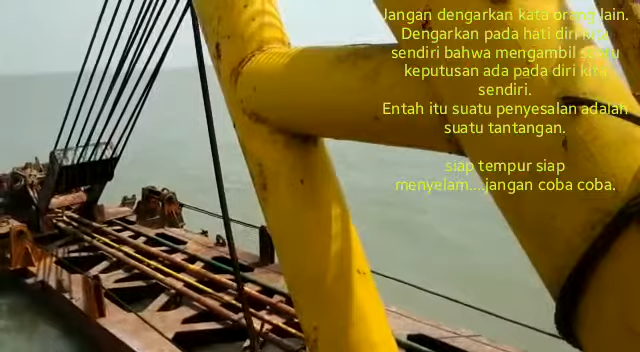 Jangan dengarkan kata orang lain.
Dengarkan pada hati diri
sendiri bahwa mengambil suatu
keputusan ada pada diri kita
sendiri.
Entah itu suatu penyesalan adalah
suatu tantangan.
siap tempur siap
menyelam....jangan coba coba.